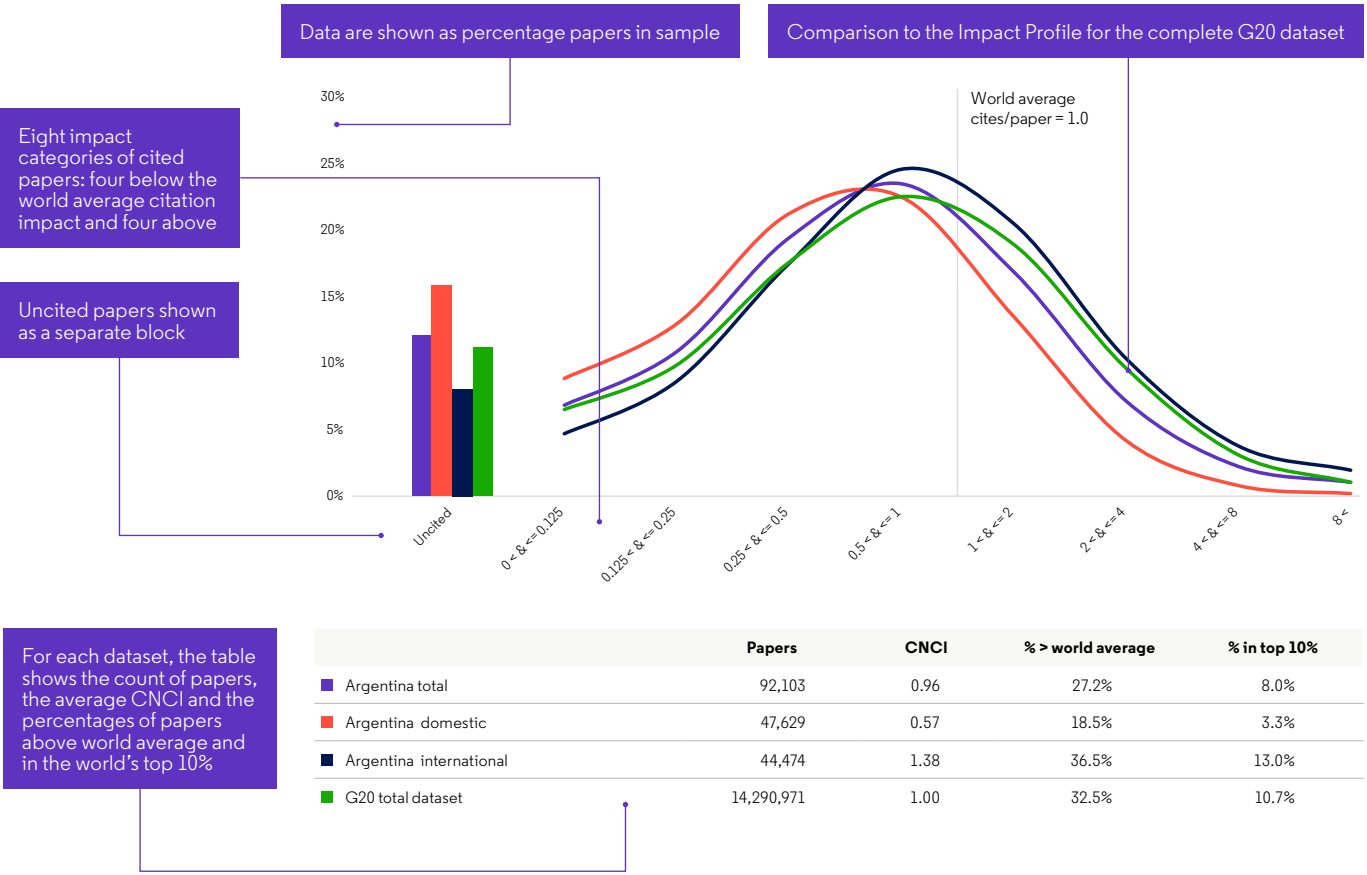 Data are shown as percentage papers in sample
Comparison to the Impact Profile for the complete G20 dataset
Eight impact
categories of cited
papers: four below the
world average citation
impact and four above
Uncited papers shown
as a separate block
30%
25%
20%
15%
10%
5%
0%
World average
cites/paper = 1.0
Uncited
0 < & <= 0.125
0.125 < & <= 0.25
0.25 < & <= 0.5
0.5 < & <= 1
1 < & <= 2
2 < & <= 4
4 < & <= 8
8 <
For each dataset, the table
shows the count of papers,
the average CNCI and the
percentages of papers
above world average and
in the world's top 10%
Papers CNCI % > world average % in top 10%
Argentina total 92,103 0.96 27.2% 8.0%
Argentina domestic 47,629 0.57 18.5% 3.3%
Argentina international 44,474 1.38 36.5% 13.0%
G20 total dataset 14,290,971 1.00 32.5% 10.7%